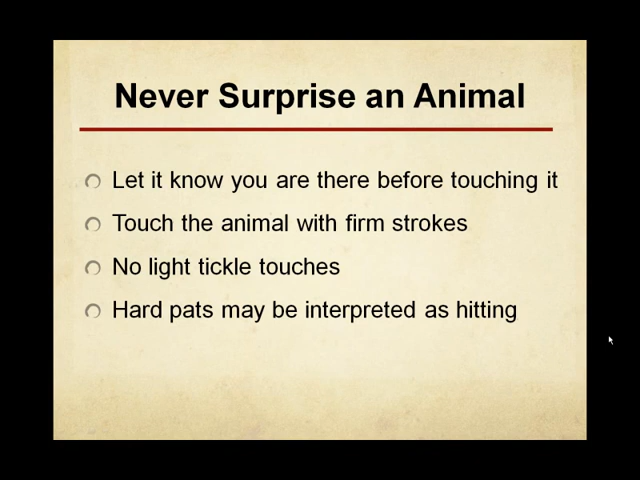 Never Surprise an Animal
Let it know you are there before touching it
Touch the animal with firm strokes
No light tickle touches
Hard pats may be interpreted as hitting